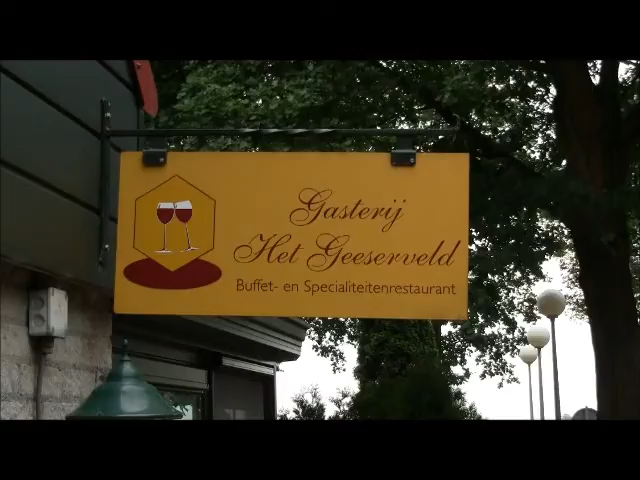 Gasterij
Het Geeserveld
Buffet- en Specialiteitenrestaurant